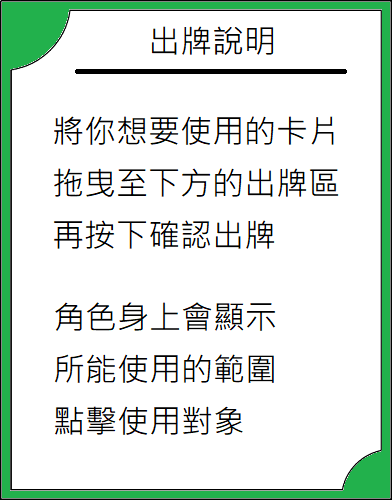 出牌說明
將你想要使用的卡片
拖曳至下方的出牌區
再按下確認出牌
角色身上會顯示
所能使用的範圍
點擊使用對象